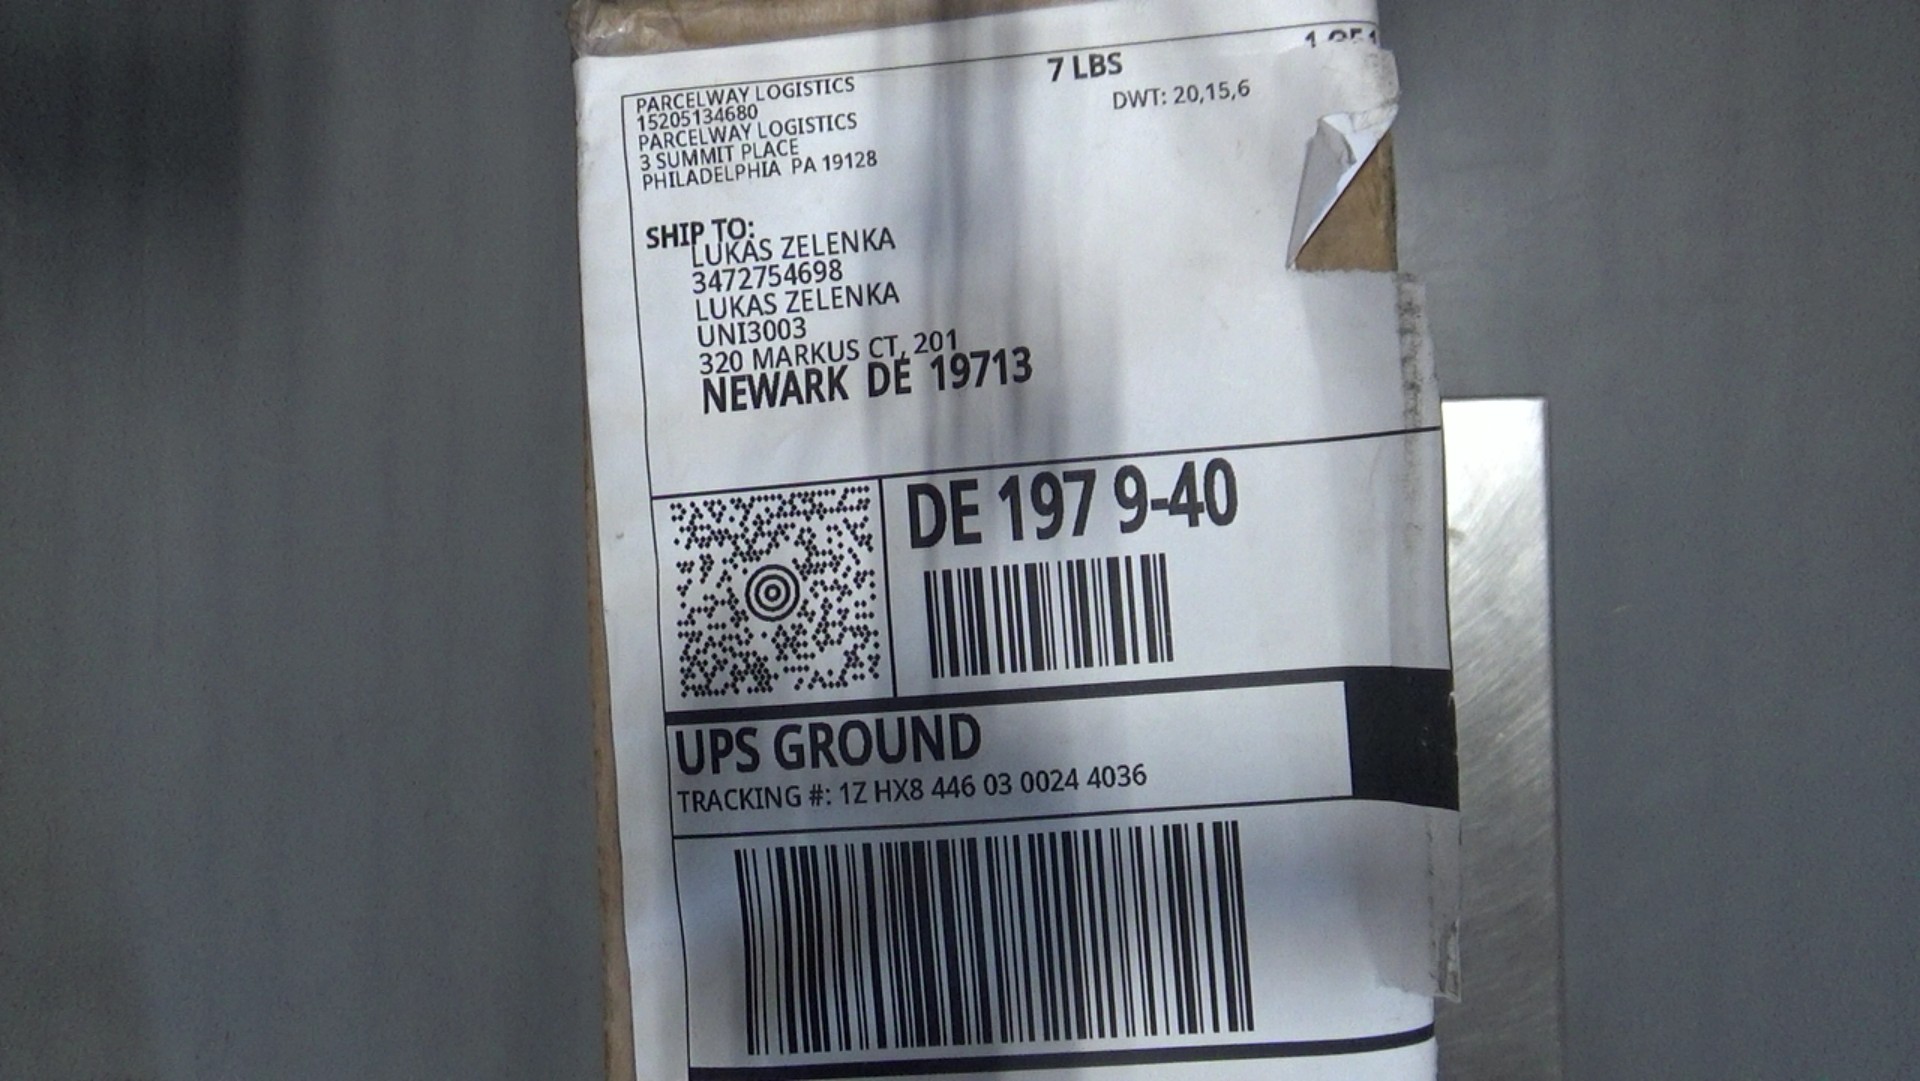 7 LBS
DWT: 20,15,6
PARCELWAY LOGISTICS
15205134680
PARCELWAY LOGISTICS
3 SUMMIT PLACE
PHILADELPHIA PA 19128
SHIP TO:
LUKAS ZELENKA
3472754698
LUKAS ZELENKA
UNI3003
320 MARKUS CT, 201
NEWARK DE 19713
DE 197 9-40
UPS GROUND
TRACKING #: 1Z HX8 446 03 0024 4036